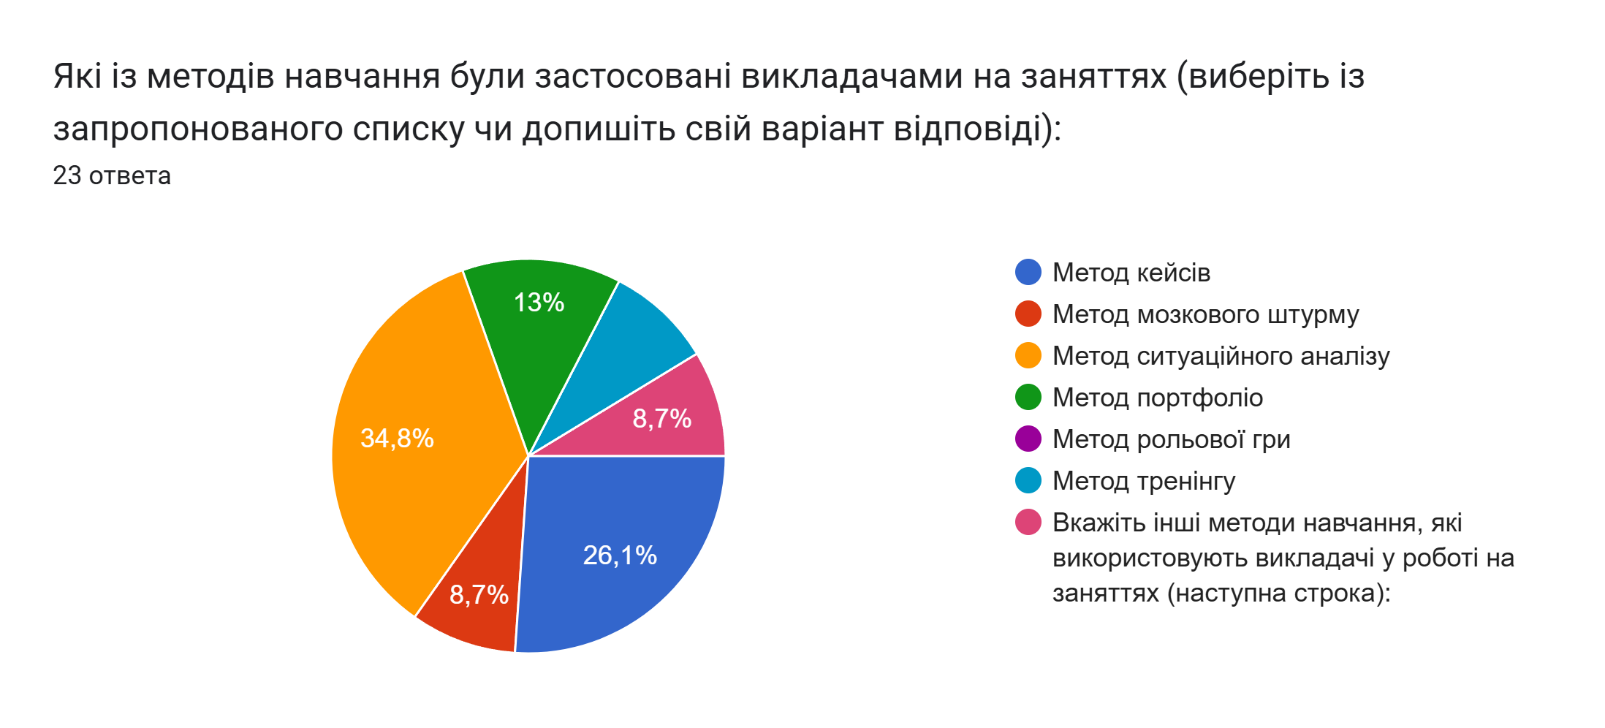 Які із методів навчання були застосовані викладачами на заняттях (виберіть із
запропонованого списку чи допишіть свій варіант відповіді):
23 ответа
13%
34,8%
8,7%
26,1%
8,7%
Метод кейсів
Метод мозкового штурму
Метод ситуаційного аналізу
Метод портфоліо
Метод рольової гри
Метод тренінгу
Вкажіть інші методи навчання, які
використовують викладачі у роботі на
заняттях (наступна строка):